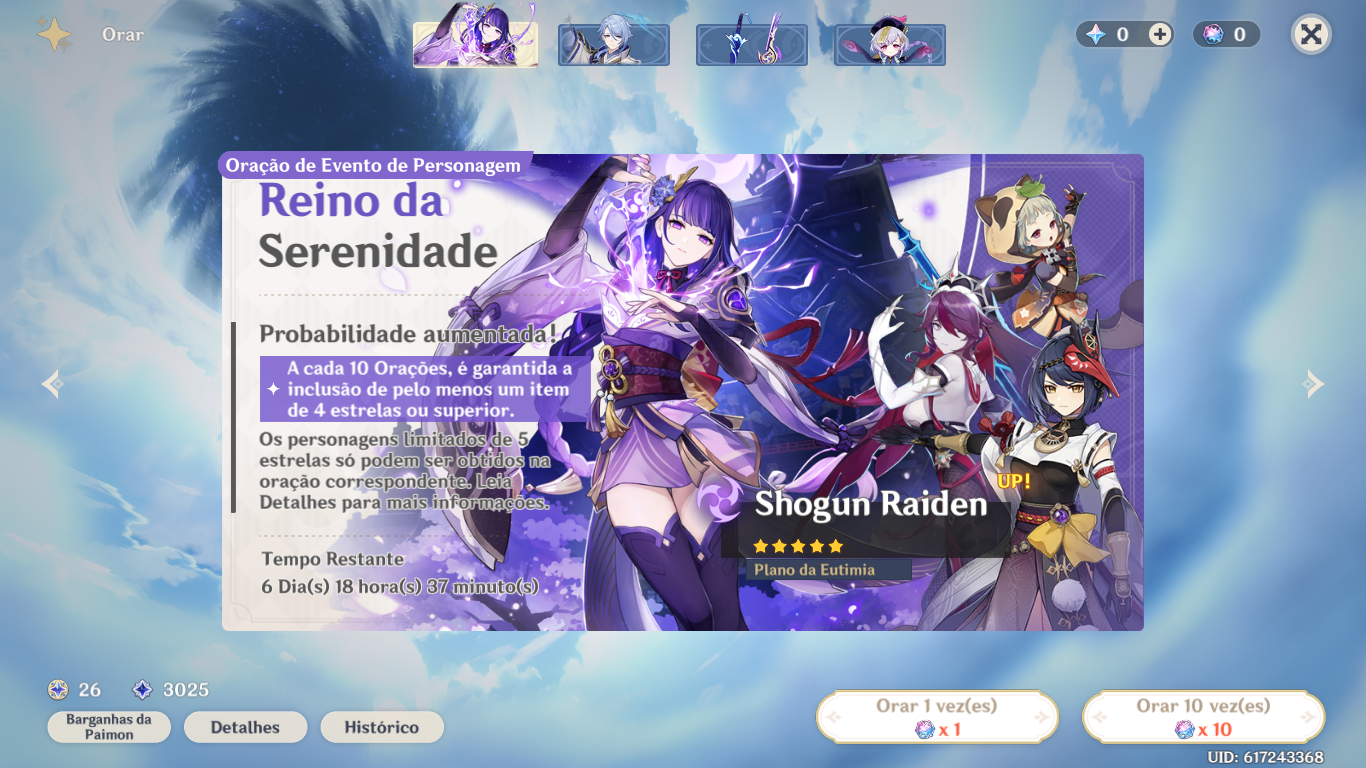 Orar
0
0
Oração de Evento de Personagem
Reino da
Serenidade
Probabilidade aumentada!
A cada 10 Orações, é garantida a
inclusão de pelo menos um item
de 4 estrelas ou superior.
Os personagens limitados de 5
estrelas só podem ser obtidos na
oração correspondente. Leia
Detalhes para mais informações.
Tempo Restante
6 Dia(s) 18 hora(s) 37 minuto(s)
UP!
Shogun Raiden
Plano da Eutimia
26
3025
Barganhas da
Paimon
Detalhes
Histórico
Orar 1 vez(es)
x 1
Orar 10 vez(es)
x 10
UID: 617243368